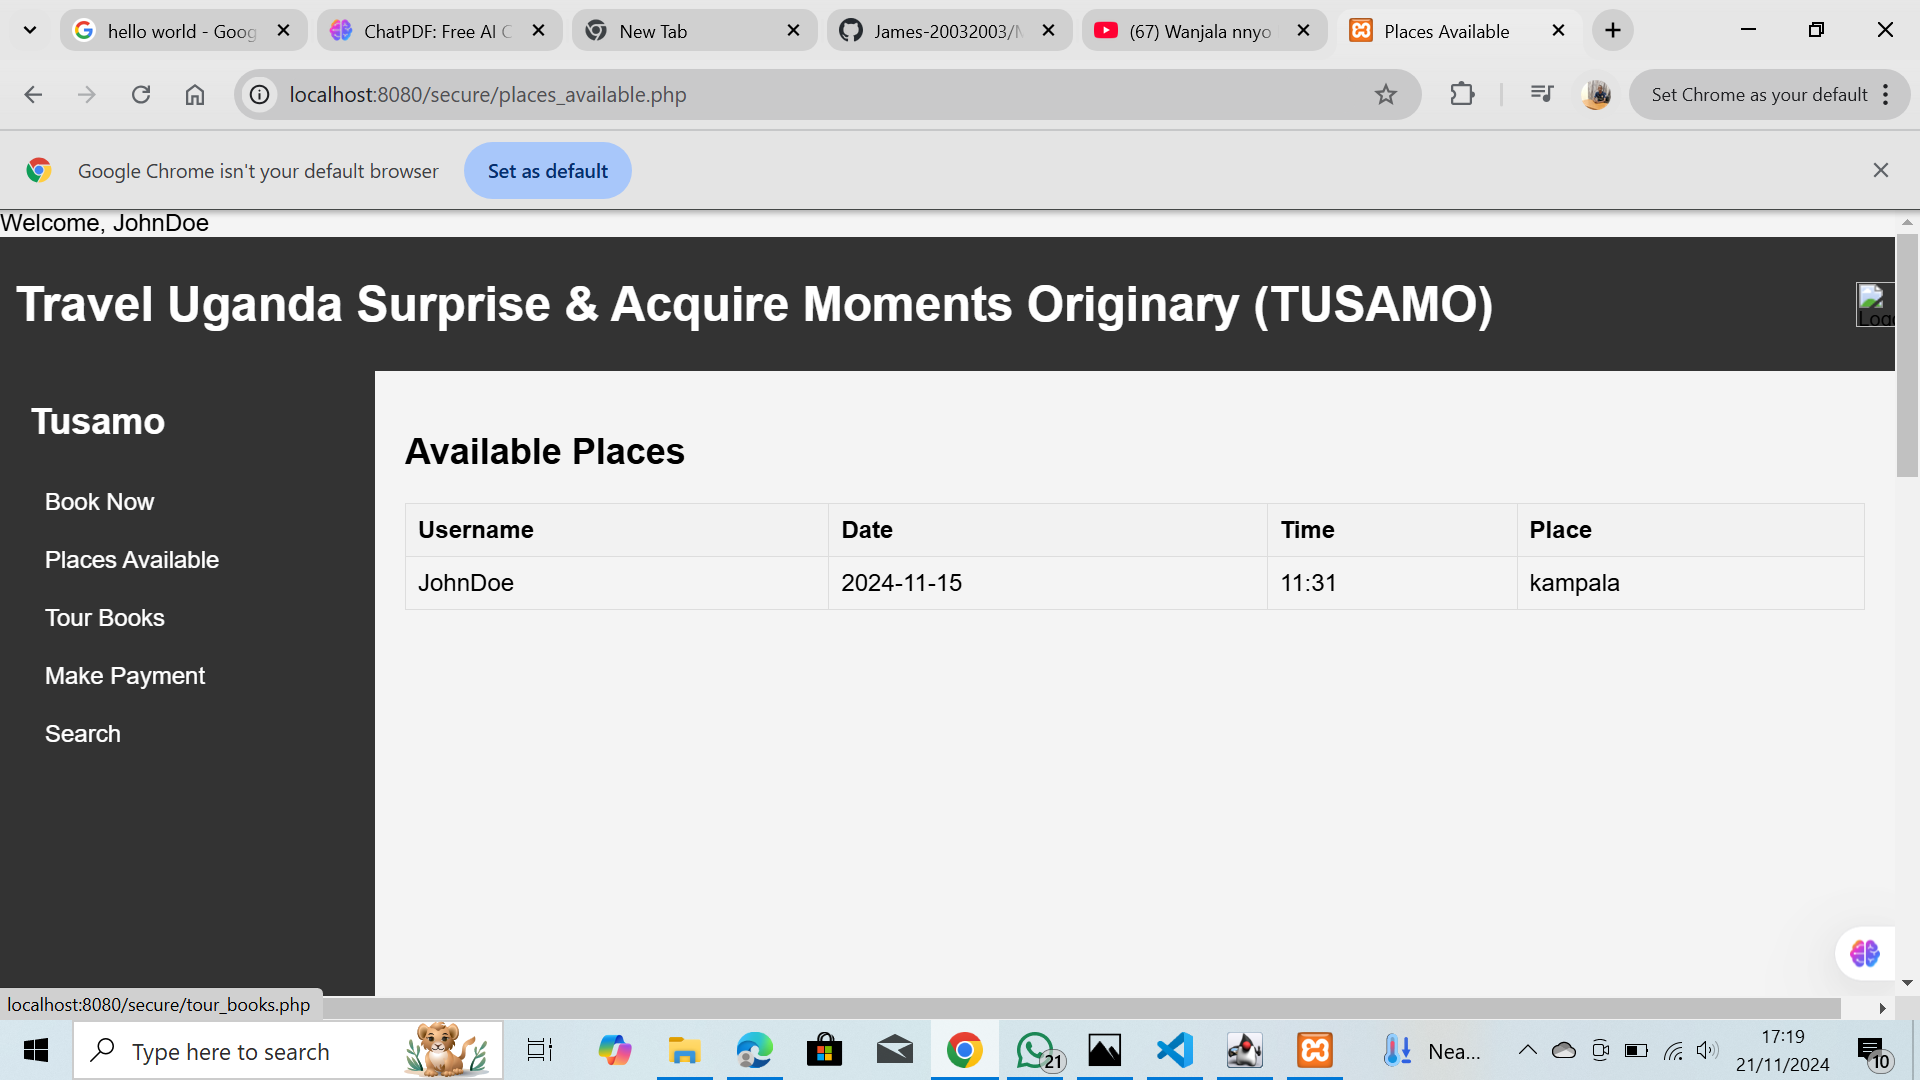 hello world - Goog
ChatPDF: Free AI C
New Tab
James-20032003/M
(67) Wanjala nnyo
Places Available
localhost:8080/secure/places_available.php
Set Chrome as your default
Google Chrome isn't your default browser
Set as default
Welcome, JohnDoe
Travel Uganda Surprise & Acquire Moments Originary (TUSAMO)
Logo
Tusamo
Book Now
Places Available
Tour Books
Make Payment
Search
Available Places
Username Date Time Place
JohnDoe 2024-11-15 11:31 kampala
localhost:8080/secure/tour_books.php
Type here to search
21
Nea...
17:19
21/11/2024
10